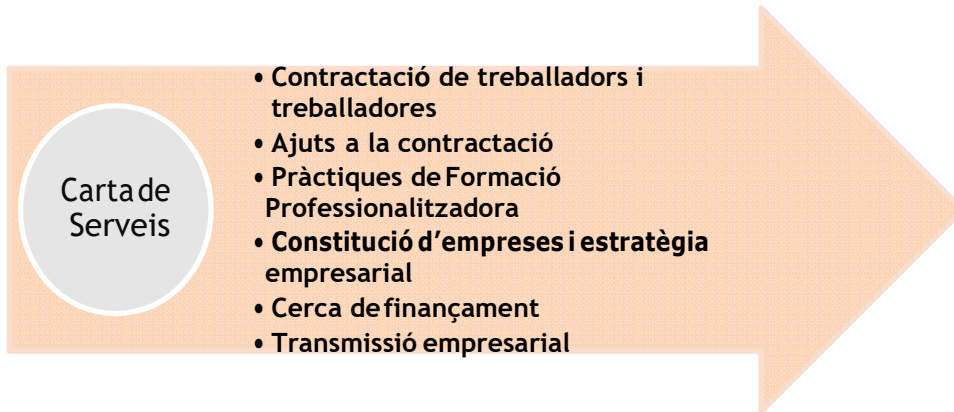 Carta de
Serveis
• Contractació de treballadors i
treballadores
• Ajuts a la contractació
• Pràctiques de Formació
Professionalitzadora
• Constitució d’empreses i estratègia
empresarial
• Cerca de finançament
• Transmissió empresarial